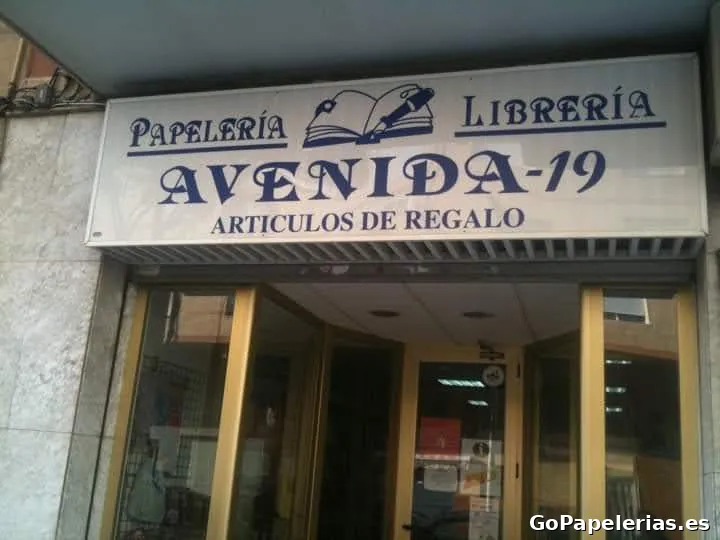 PAPELERÍA LIBRERÍA
AVENIDA-19
ARTICULOS DE REGALO
GoPapelerias.es